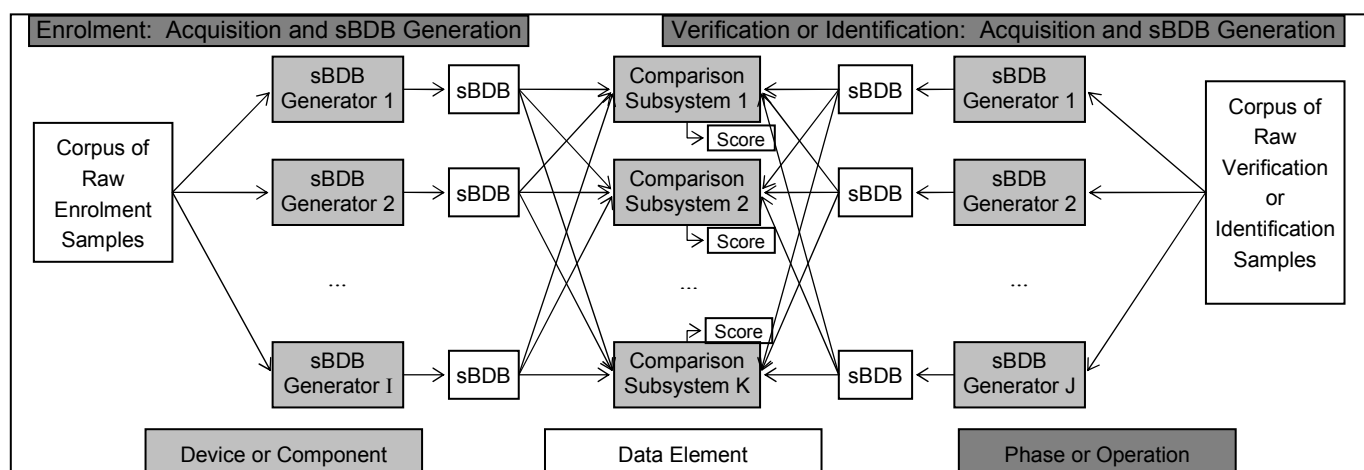 Enrolment: Acquisition and sBDB Generation
Verification or Identification: Acquisition and sBDB Generation
Corpus of
Raw
Enrolment
Samples
sBDB
Generator 1
sBDB
Comparison
Subsystem 1
Score
sBDB
sBDB
Generator 1
sBDB
Generator 2
sBDB
Comparison
Subsystem 2
Score
sBDB
sBDB
Generator 2
...
...
...
sBDB
Generator I
sBDB
Score
Comparison
Subsystem K
sBDB
sBDB
Generator J
Corpus of
Raw
Verification
or
Identification
Samples
Device or Component
Data Element
Phase or Operation